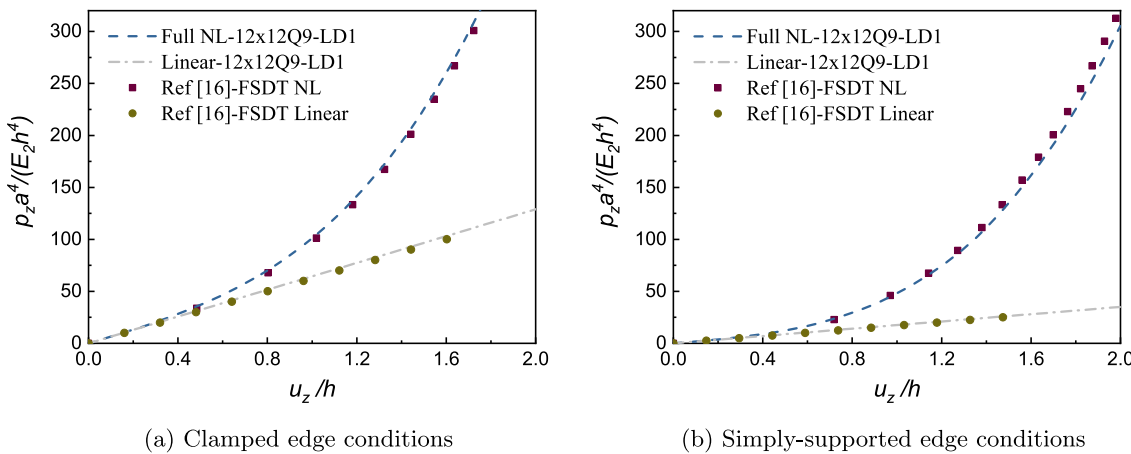 300
250
200
150
100
50
0
p_z a^4/(E_2h^4)
Full NL-12x12Q9-LD1
Linear-12x12Q9-LD1
Ref [16]-FSDT NL
Ref [16]-FSDT Linear
0.0 0.4 0.8 1.2 1.6 2.0
u_z /h
(a) Clamped edge conditions
300
250
200
150
100
50
0
p_z a^4/(E_2h^4)
Full NL-12x12Q9-LD1
Linear-12x12Q9-LD1
Ref [16]-FSDT NL
Ref [16]-FSDT Linear
0.0 0.4 0.8 1.2 1.6 2.0
u_z /h
(b) Simply-supported edge conditions